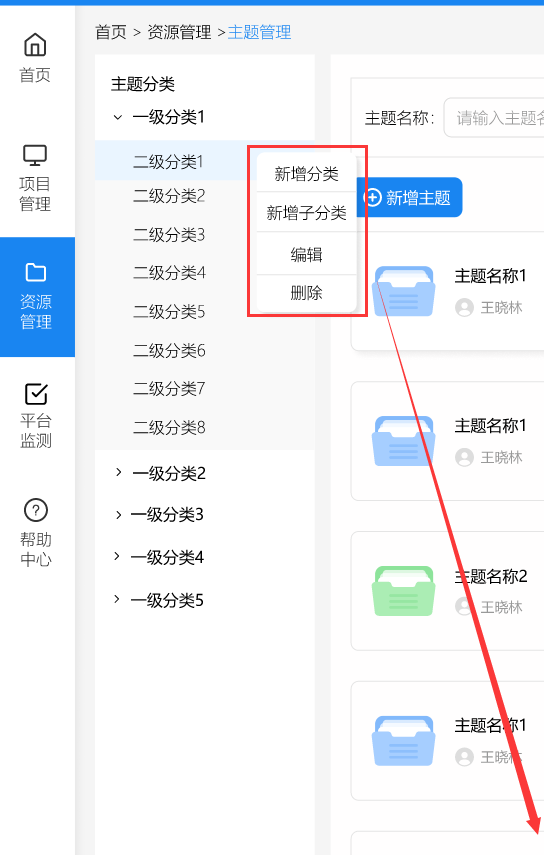 首页 > 资源管理 >主题管理
首页
项目
管理
资源
管理
平台
监测
帮助
中心
主题分类
一级分类1
二级分类1
二级分类2
二级分类3
二级分类4
二级分类5
二级分类6
二级分类7
二级分类8
一级分类2
一级分类3
一级分类4
一级分类5
新增分类
新增子分类
编辑
删除
主题名称: 请输入主题名
新增主题
主题名称1
王晓林
主题名称1
王晓林
主题名称2
王晓林
主题名称1
王晓林